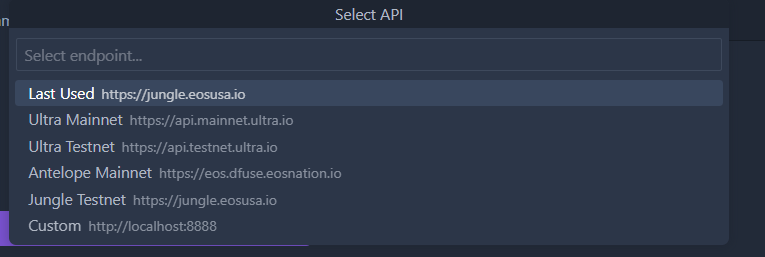 Select API
Select endpoint...
Last Used https://jungle.eosusa.io
Ultra Mainnet https://api.mainnet.ultra.io
Ultra Testnet https://api.testnet.ultra.io
Antelope Mainnet https://eos.dfuse.eosnation.io
Jungle Testnet https://jungle.eosusa.io
Custom http://localhost:8888